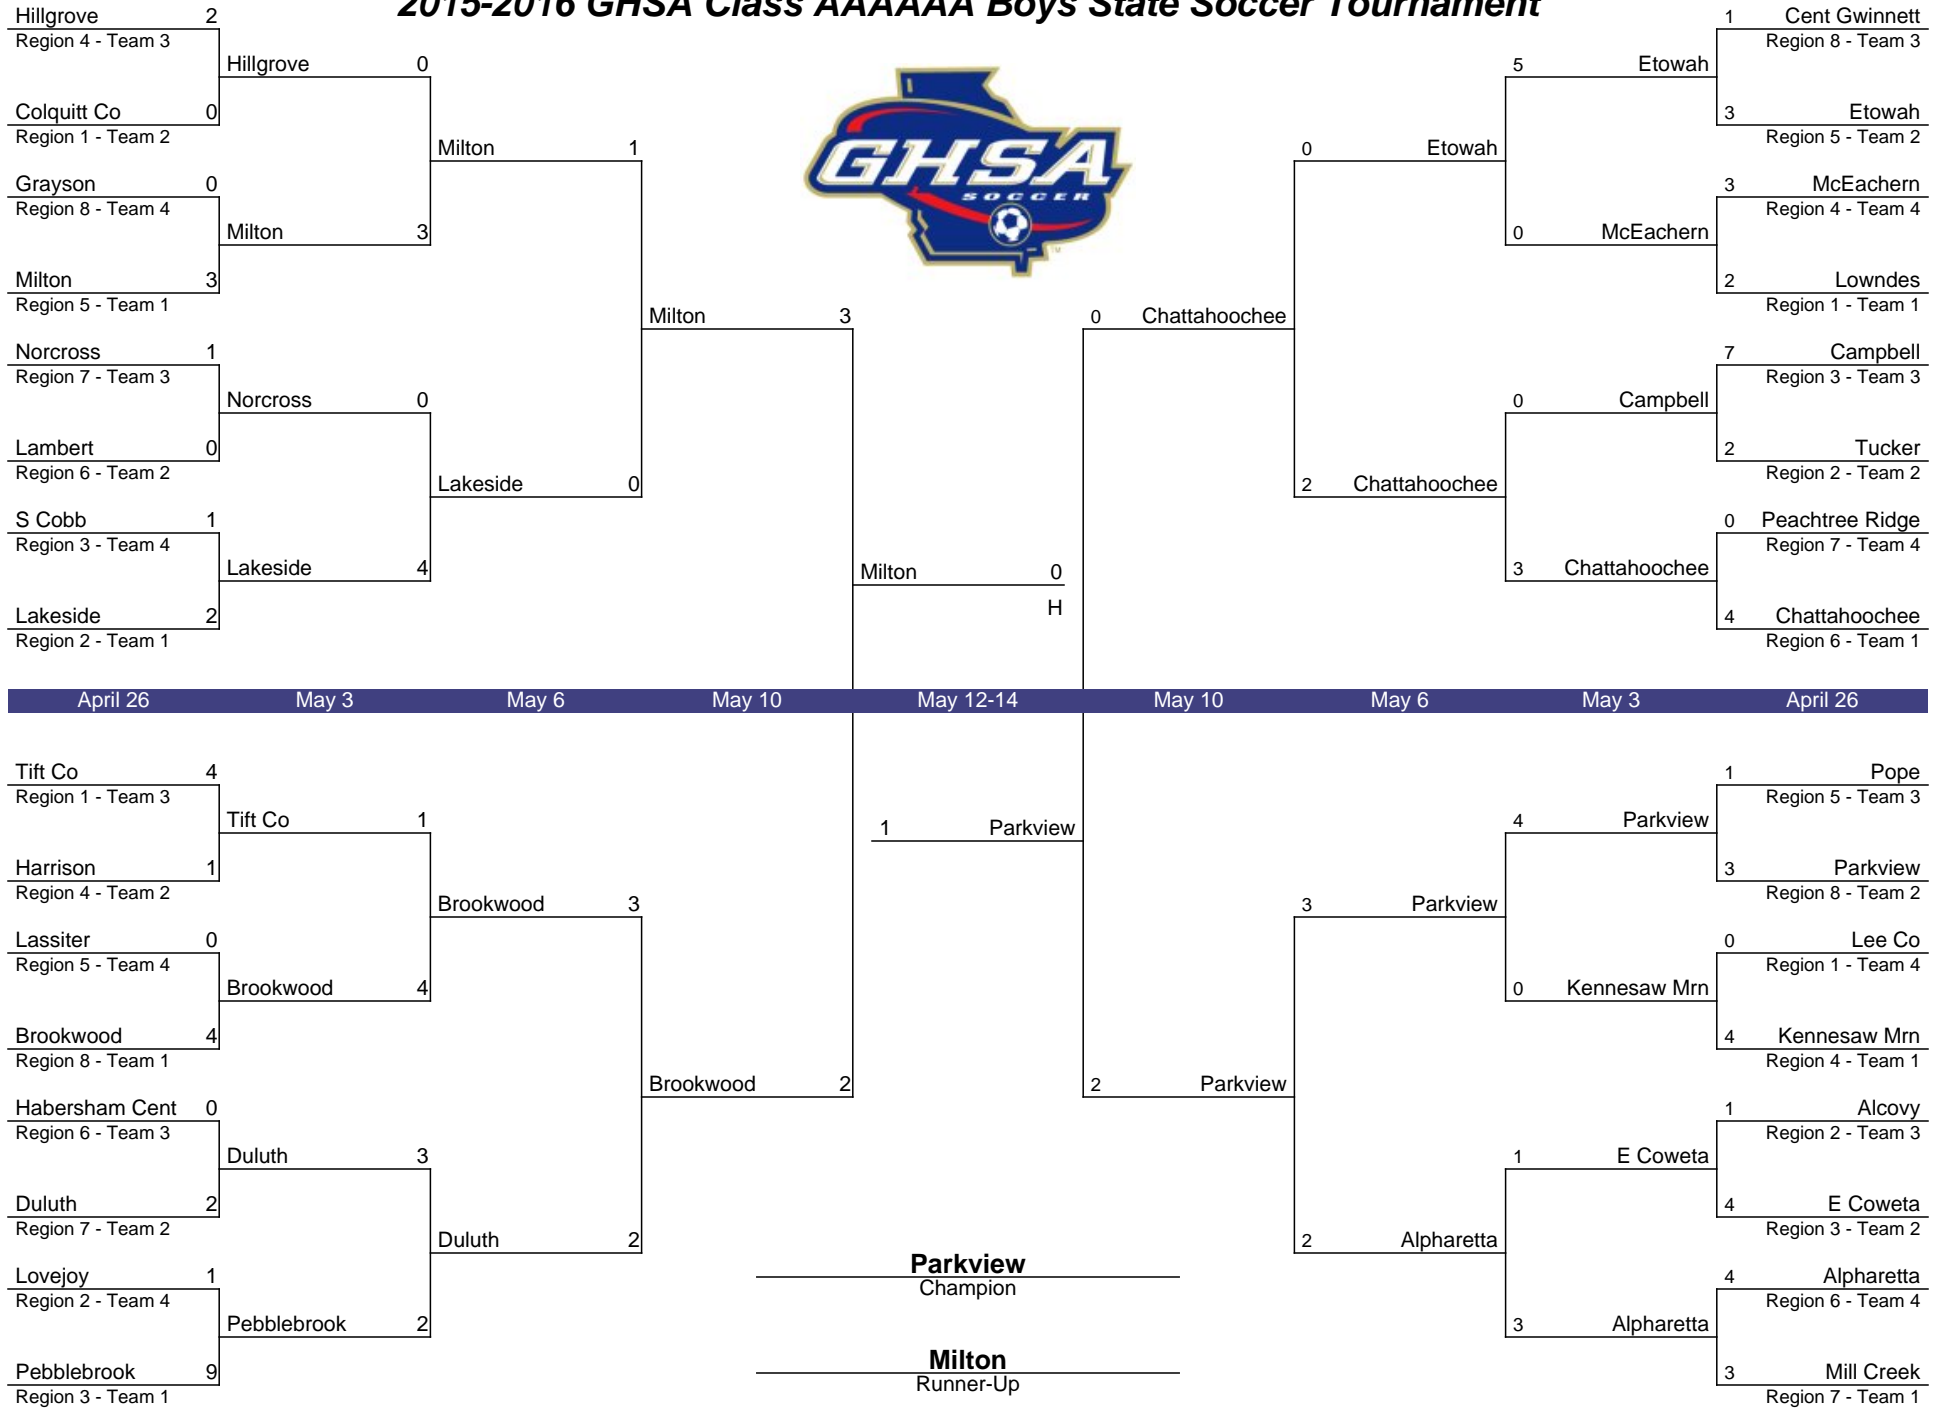 2015-2016 GHSA Class AAAAAA Boys State Soccer Tournament
Hillgrove 2
Region 4 - Team 3
Hillgrove 0
Colquitt Co 0
Region 1 - Team 2
Milton 1
Grayson 0
Region 8 - Team 4
Milton 3
Milton 3
Region 5 - Team 1
Milton 3
Norcross 1
Region 7 - Team 3
Norcross 0
Lambert 0
Region 6 - Team 2
Lakeside 0
S Cobb 1
Region 3 - Team 4
Lakeside 4
Lakeside 2
Region 2 - Team 1
Milton 0
H
GHSA
SOCCER
TM
1 Cent Gwinnett
Region 8 - Team 3
5 Etowah
3 Etowah
Region 5 - Team 2
0 Etowah
3 McEachern
Region 4 - Team 4
0 McEachern
2 Lowndes
Region 1 - Team 1
0 Chattahoochee
7 Campbell
Region 3 - Team 3
0 Campbell
2 Tucker
Region 2 - Team 2
2 Chattahoochee
0 Peachtree Ridge
Region 7 - Team 4
3 Chattahoochee
4 Chattahoochee
Region 6 - Team 1
April 26 May 3 May 6 May 10 May 12-14 May 10 May 6 May 3 April 26
Tift Co 4
Region 1 - Team 3
Tift Co 1
Harrison 1
Region 4 - Team 2
Brookwood 3
Lassiter 0
Region 5 - Team 4
Brookwood 4
Brookwood 4
Region 8 - Team 1
Brookwood 2
Habersham Cent 0
Region 6 - Team 3
Duluth 3
Duluth 2
Region 7 - Team 2
Duluth 2
Lovejoy 1
Region 2 - Team 4
Pebblebrook 2
Pebblebrook 9
Region 3 - Team 1
1 Parkview
1 Pope
Region 5 - Team 3
4 Parkview
3 Parkview
Region 8 - Team 2
3 Parkview
0 Lee Co
Region 1 - Team 4
0 Kennesaw Mrn
4 Kennesaw Mrn
Region 4 - Team 1
2 Parkview
1 Alcovy
Region 2 - Team 3
1 E Coweta
4 E Coweta
Region 3 - Team 2
2 Alpharetta
4 Alpharetta
Region 6 - Team 4
3 Alpharetta
3 Mill Creek
Region 7 - Team 1
Parkview
Champion
Milton
Runner-Up